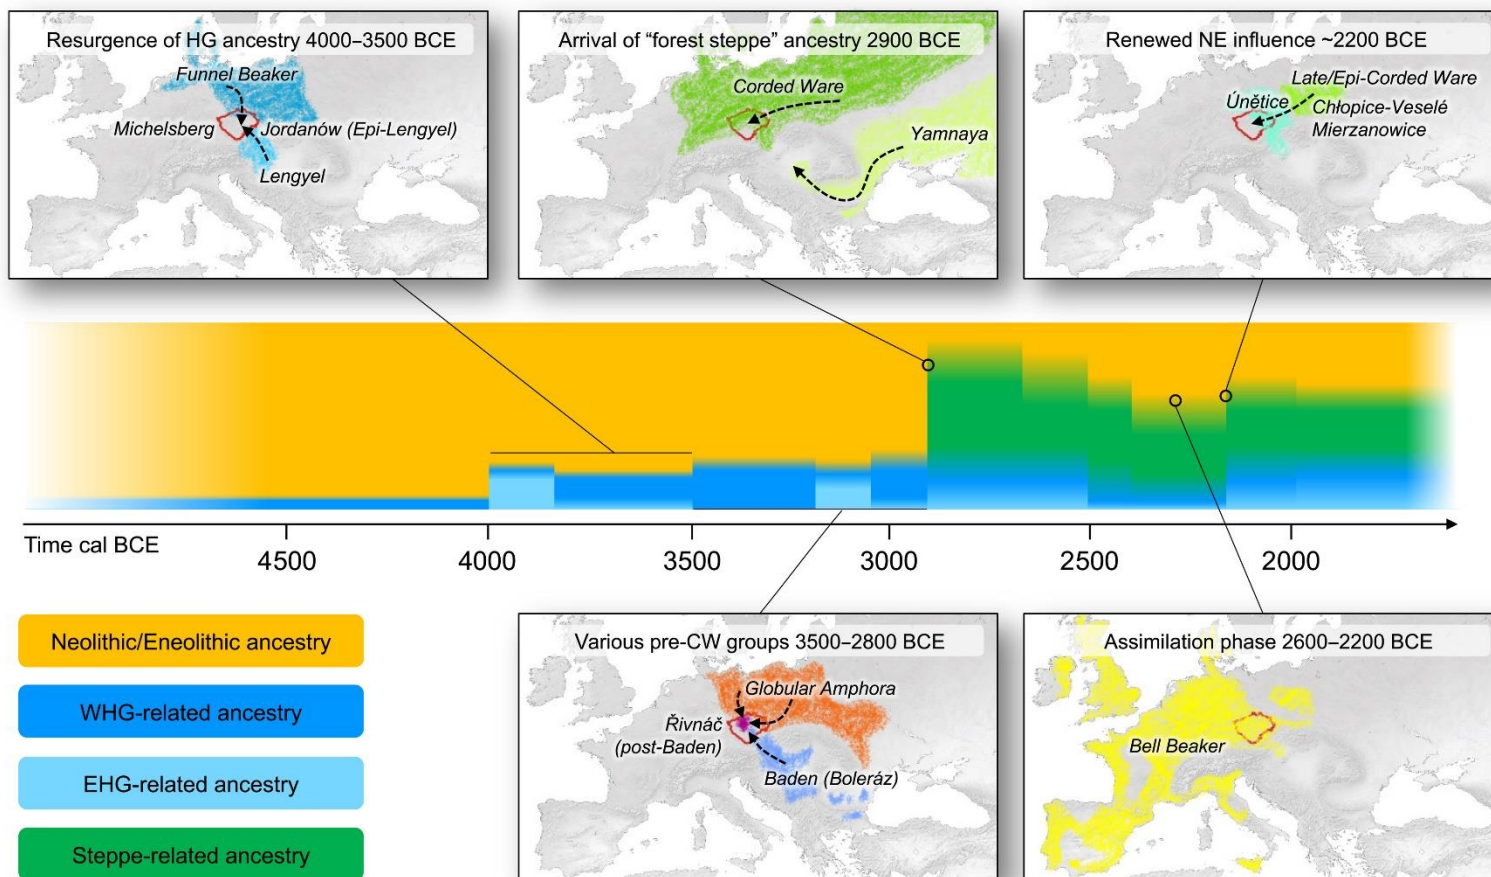 Resurgence of HG ancestry 4000–3500 BCE
Funnel Beaker
Michelsberg
Jordanów (Epi-Lengyel)
Lengyel
Arrival of “forest steppe” ancestry 2900 BCE
Corded Ware
Yamnaya
Renewed NE influence ~2200 BCE
Late/Epi-Corded Ware
Únětice
Chłopice-Veselé
Mierzanowice
Time cal BCE
4500
4000
3500
3000
2500
2000
Neolithic/Eneolithic ancestry
WHG-related ancestry
EHG-related ancestry
Steppe-related ancestry
Various pre-CW groups 3500–2800 BCE
Globular Amphora
Řivnáč
(post-Baden)
Baden (Boleráz)
Assimilation phase 2600–2200 BCE
Bell Beaker